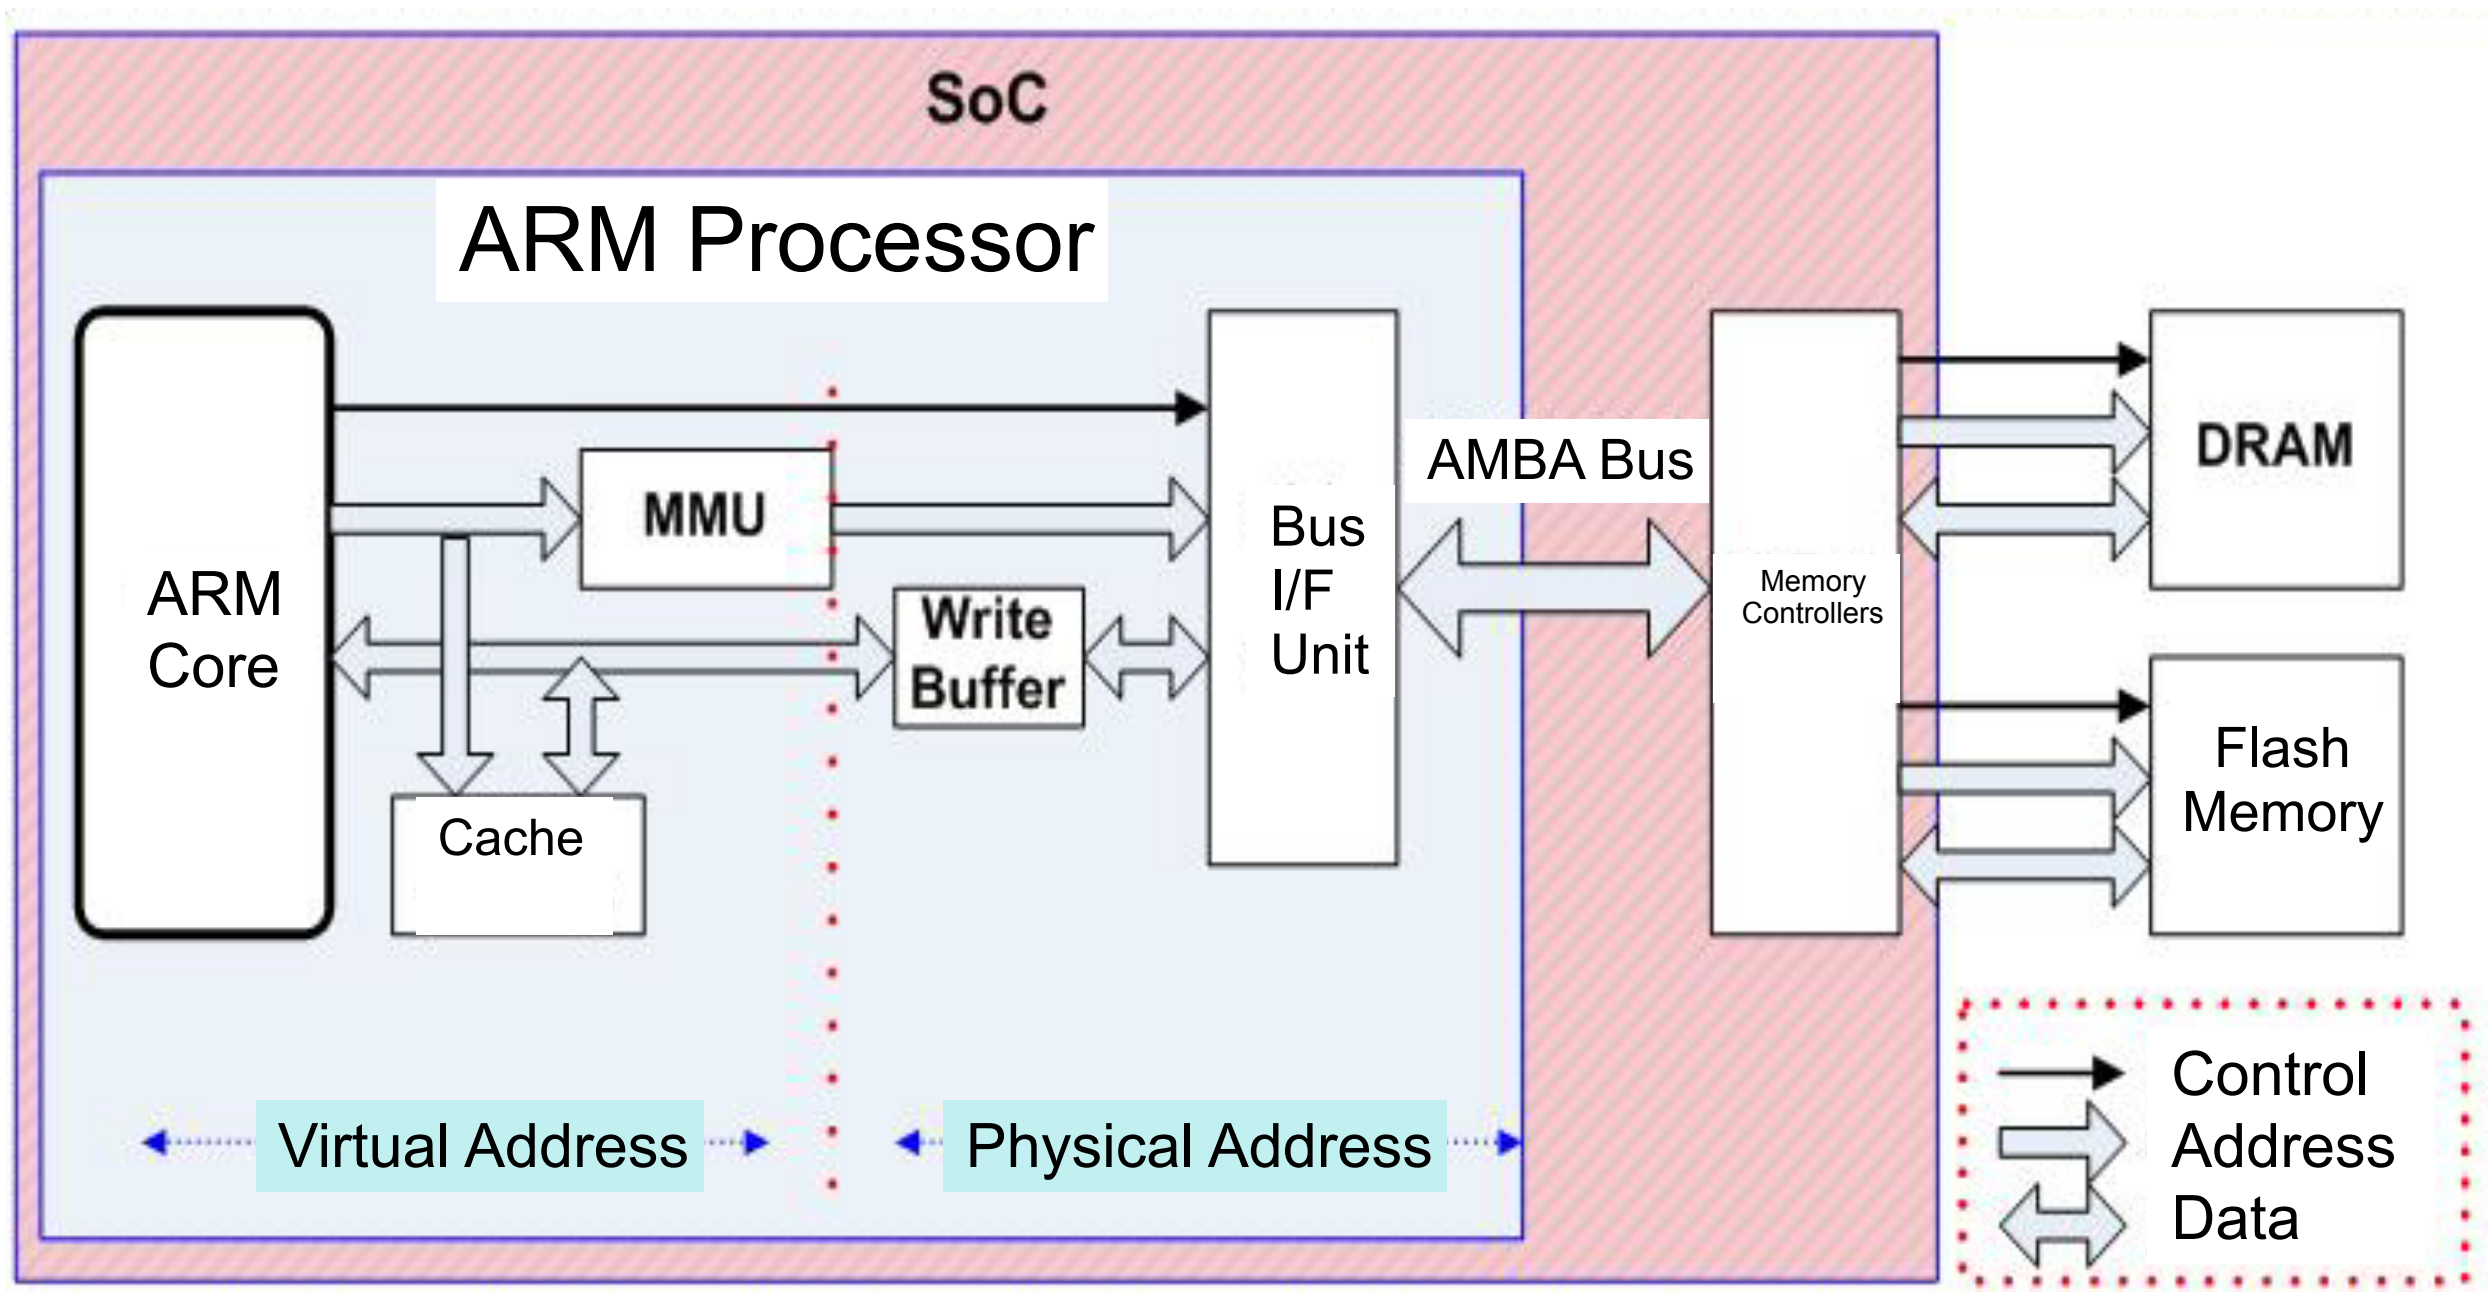 SoC
ARM Processor
ARM
Core
MMU
Write
Buffer
Cache
Bus
I/F
Unit
AMBA Bus
Memory
Controllers
DRAM
Flash
Memory
Virtual Address
Physical Address
Control
Address
Data